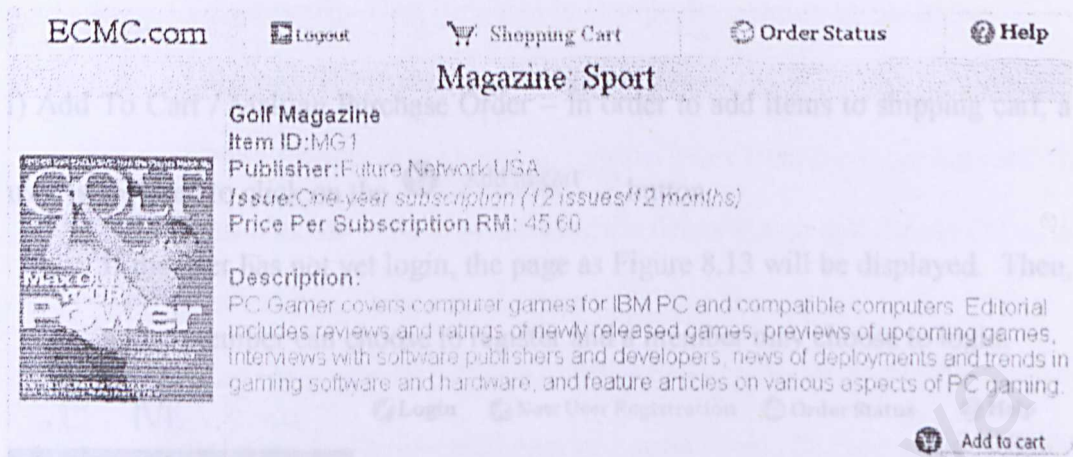 ECMC.com Logout Shopping Cart Order Status Help
Magazine: Sport
Add To Cart / Purchase Order – in order to add items to shipping cart, a
Golf Magazine
Item ID:MG1
Publisher:Future Network USA
click on the button
Issue:One-year subscription (12 issues/12 months)
Price Per Subscription RM: 45.60
has not yet login, the page as Figure 8.13 will be displayed. Then,
GOLF
Power
Description:
PC Gamer covers computer games for IBM PC and compatible computers. Editorial
includes reviews and ratings of newly released games, previews of upcoming games,
interviews with software publishers and developers, news of deployments and trends in
gaming software and hardware, and feature articles on various aspects of PC gaming.
Login New User Registration Order Status
Add to cart